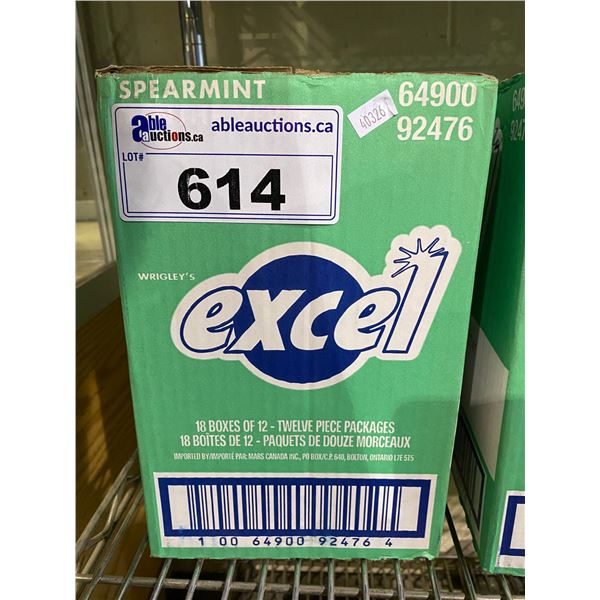 SPEARMINT
64900
92476
40326
able auctions.ca
ableauctions.ca
LOT#
614
WRIGLEY'S
excel
18 BOXES OF 12 - TWELVE PIECE PACKAGES
18 BOÎTES DE 12 - PAQUETS DE DOUZE MORCEAUX
IMPORTED BY/IMPORTÉ PAR: MARS CANADA INC., PO BOX/C.P. 640, BOLTON, ONTARIO L7E 5T5
1 00 64900 92476 4